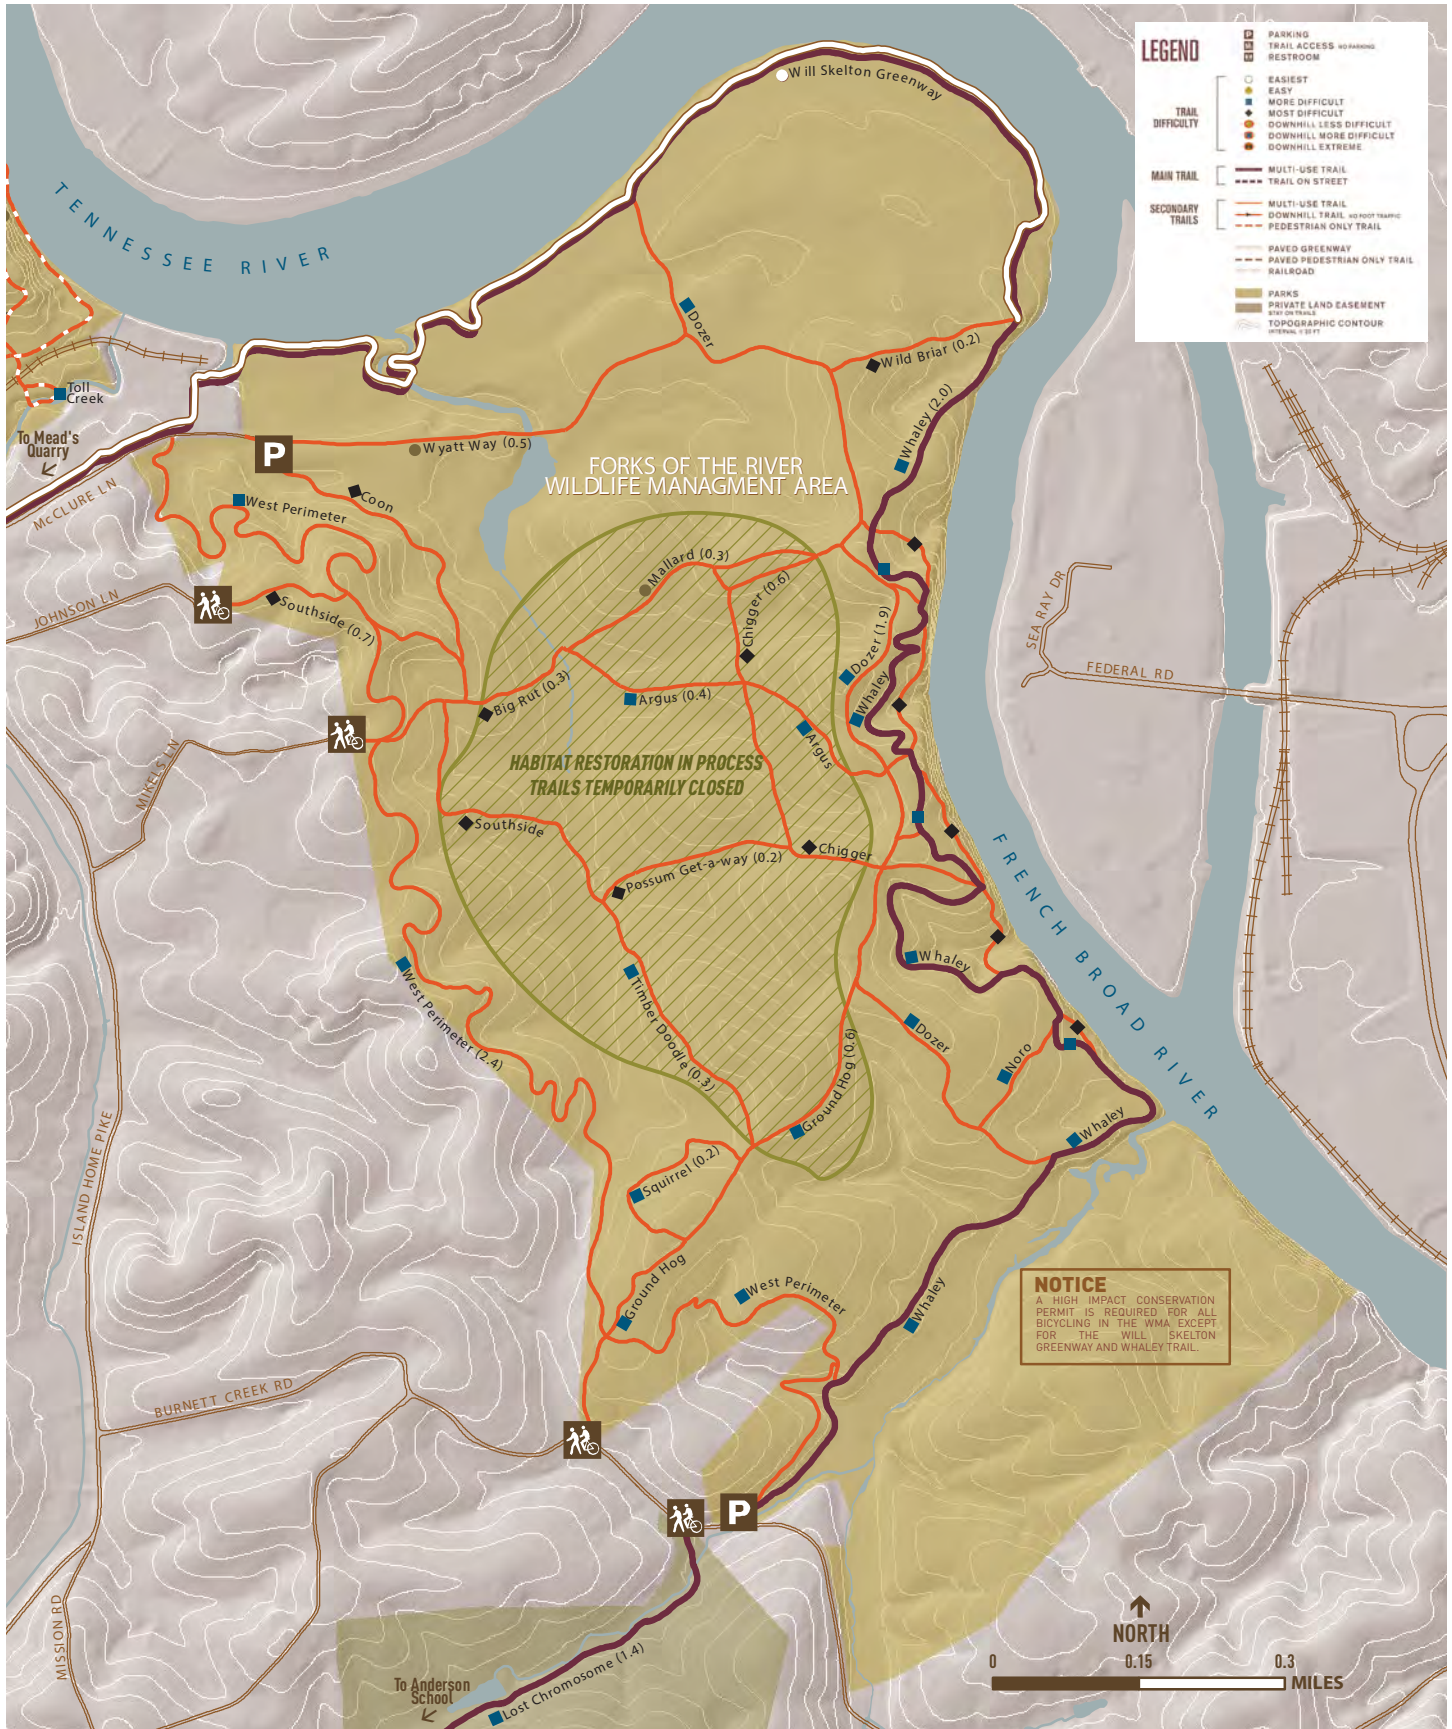 LEGEND
PARKING
TRAIL ACCESS NO PARKING
RESTROOM
TRAIL
DIFFICULTY
EASIEST
EASY
MORE DIFFICULT
MOST DIFFICULT
DOWNHILL LESS DIFFICULT
DOWNHILL MORE DIFFICULT
DOWNHILL EXTREME
MAIN TRAIL
MULTI-USE TRAIL
TRAIL ON STREET
SECONDARY
TRAILS
MULTI-USE TRAIL
DOWNHILL TRAIL NO FOOT TRAFFIC
PEDESTRIAN ONLY TRAIL
PAVED GREENWAY
PAVED PEDESTRIAN ONLY TRAIL
RAILROAD
PARKS
PRIVATE LAND EASEMENT
STAY ON TRAILS
TOPOGRAPHIC CONTOUR
Will Skelton Greenway
TENNESSEE RIVER
Dozer
Wild Briar (0.2)
Whaley (2.0)
Toll
Creek
To Mead's
Quarry
McCLURE LN
P
Wyatt Way (0.5)
FORKS OF THE RIVER
WILDLIFE MANAGMENT AREA
Coon
West Perimeter
Mallard (0.3)
Chigger (0.6)
JOHNSON LN
Southside (0.7)
SEA RAY DR
FEDERAL RD
Dozer (1.9)
Whaley
Big Rut (0.3)
Argus (0.4)
Argus
MIKELS LN
HABITAT RESTORATION IN PROCESS
TRAILS TEMPORARILY CLOSED
Southside
Chigger
Possum Get-a-way (0.2)
FRENCH BROAD RIVER
Whaley
West Perimeter (2.4)
Timber Doodle (0.3)
Dozer
Noro
Ground Hog (0.6)
Whaley
ISLAND HOME PIKE
Squirrel (0.2)
Ground Hog
West Perimeter
Whaley
NOTICE
A HIGH IMPACT CONSERVATION
PERMIT IS REQUIRED FOR ALL
BICYCLING IN THE WMA EXCEPT
FOR THE WILL SKELTON
GREENWAY AND WHALEY TRAIL.
BURNETT CREEK RD
P
MISSION RD
NORTH
0 0.15 0.3
MILES
To Anderson
School
Lost Chromosome (1.4)